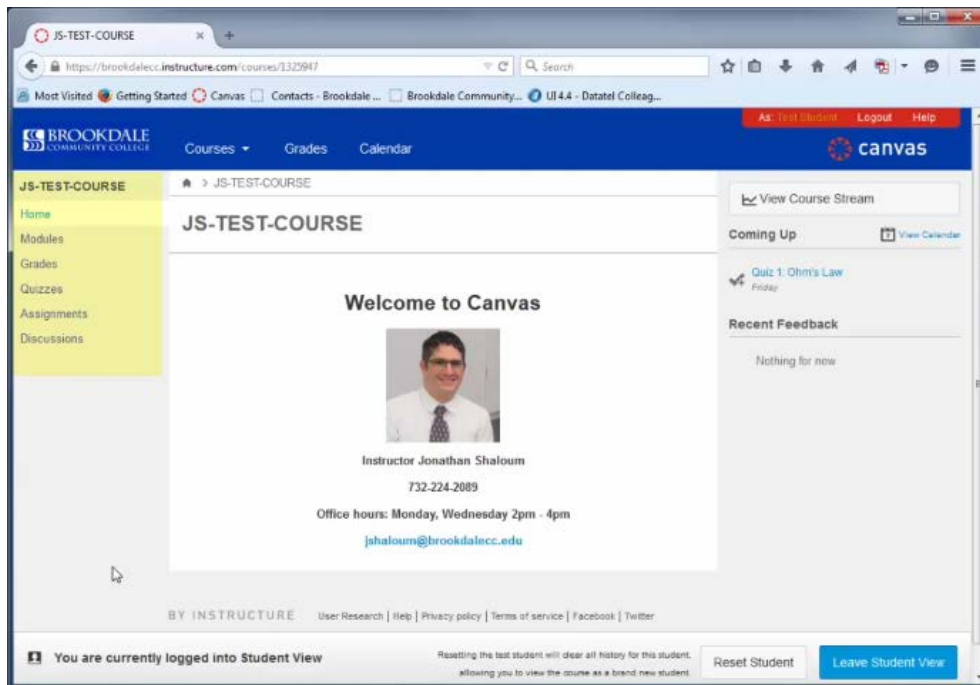 JS-TEST-COURSE
https://brookdalecc.instructure.com/courses/1325947
Search
Most Visited Getting Started Canvas Contacts - Brookdale ... Brookdale Community... UI 4.4 - Datatel Colleag...
As: Test Student Logout Help
BROOKDALE
COMMUNITY COLLEGE
Courses Grades Calendar
canvas
JS-TEST-COURSE
Home
Modules
Grades
Quizzes
Assignments
Discussions
> JS-TEST-COURSE
JS-TEST-COURSE
Welcome to Canvas
Instructor Jonathan Shaloum
732-224-2089
Office hours: Monday, Wednesday 2pm - 4pm
jshaloum@brookdalecc.edu
View Course Stream
Coming Up View Calendar
Quiz 1: Ohm's Law
Friday
Recent Feedback
Nothing for now
BY INSTRUCTURE User Research | Help | Privacy policy | Terms of service | Facebook | Twitter
You are currently logged into Student View
Resetting the test student will clear all history for this student,
allowing you to view the course as a brand new student.
Reset Student
Leave Student View